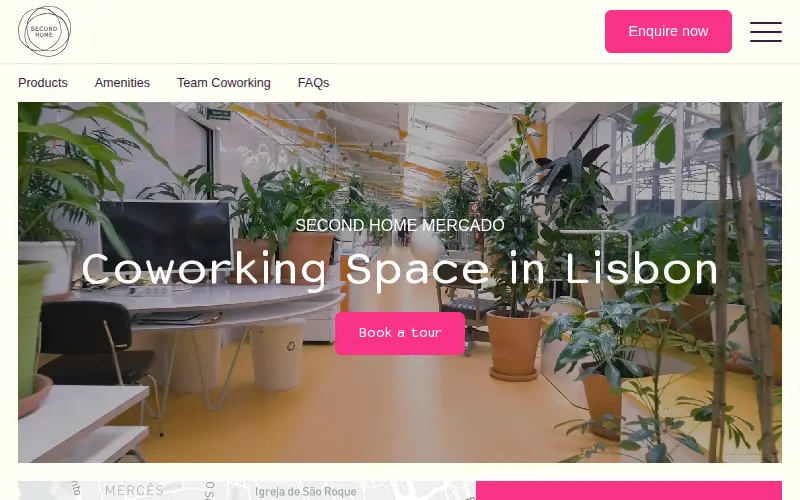 SECOND
HOME
Enquire now
Products
Amenities
Team Coworking
FAQs
SECOND HOME MERCADO
Coworking Space in Lisbon
Book a tour
MERCÊS
Igreja de São Roque